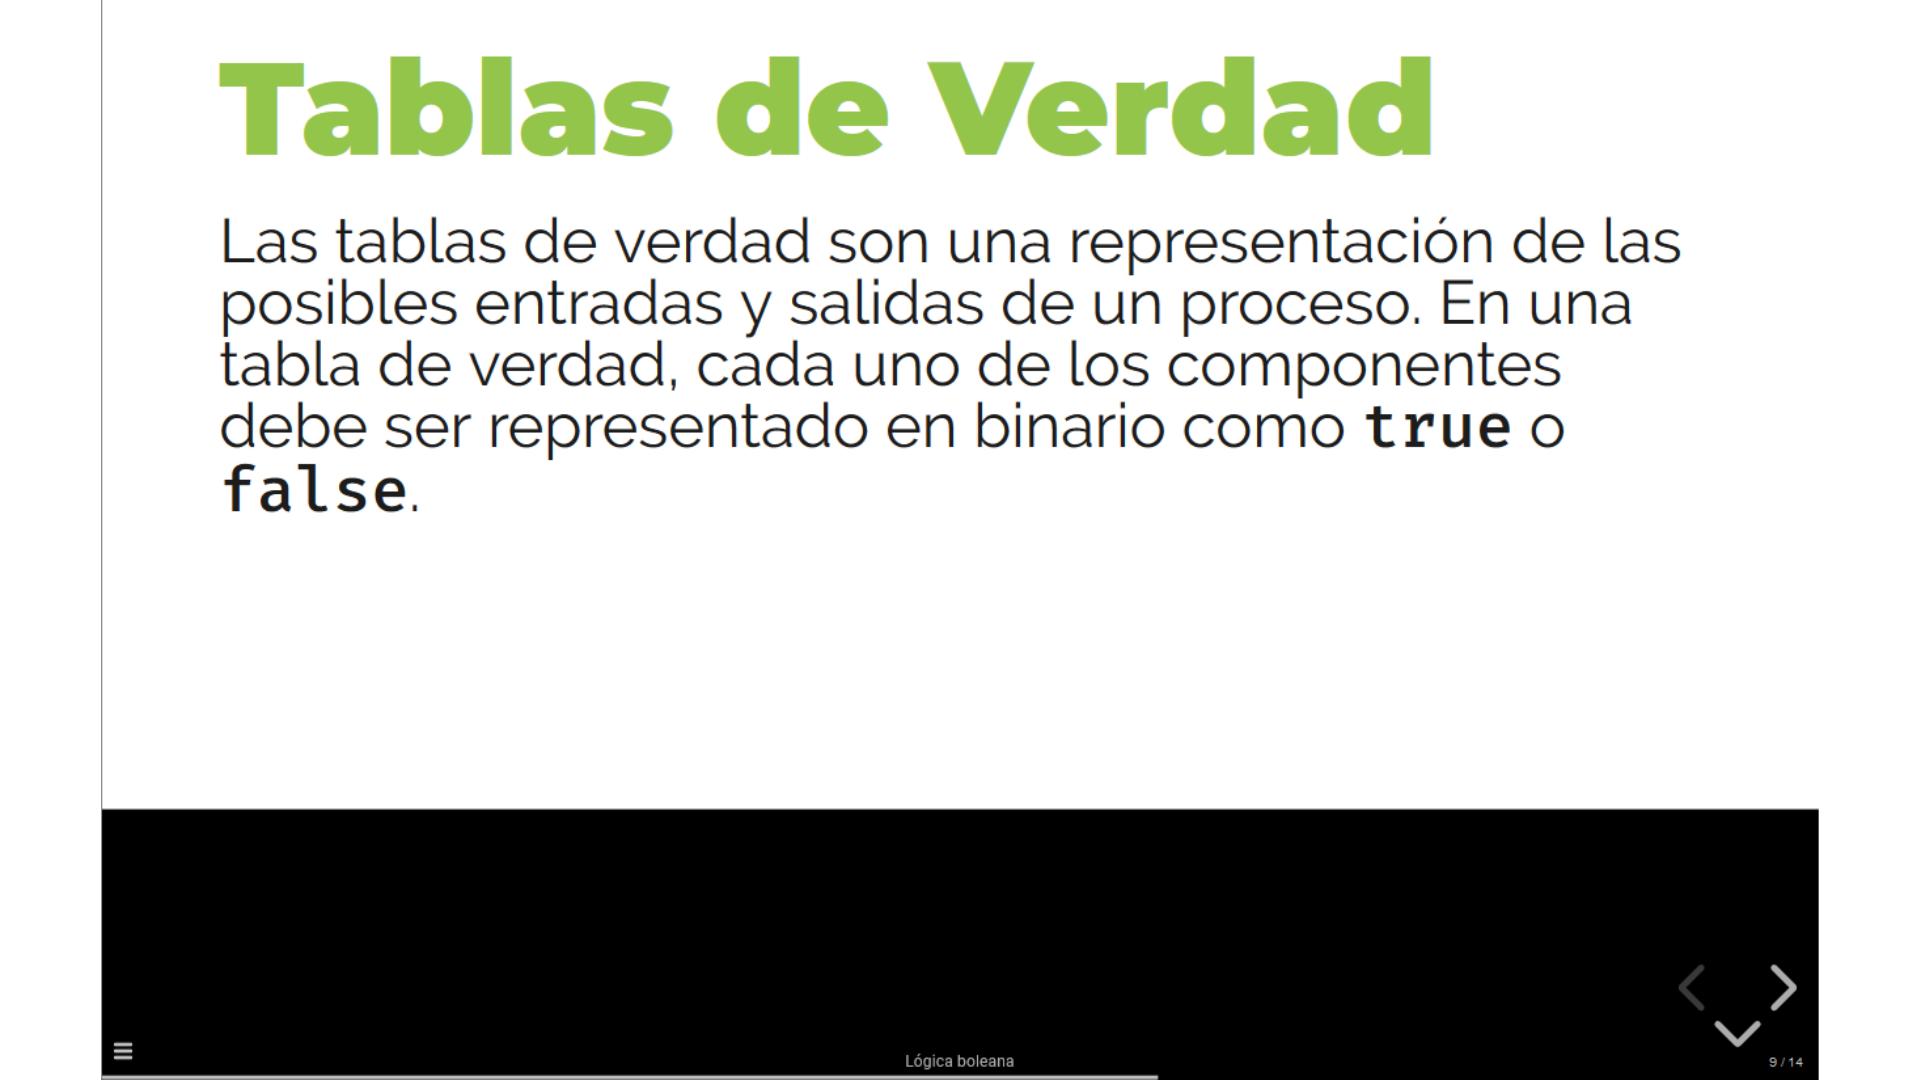 Tablas de Verdad
Las tablas de verdad son una representación de las
posibles entradas y salidas de un proceso. En una
tabla de verdad, cada uno de los componentes
debe ser representado en binario como true o
false.
Lógica boleana
9 / 14